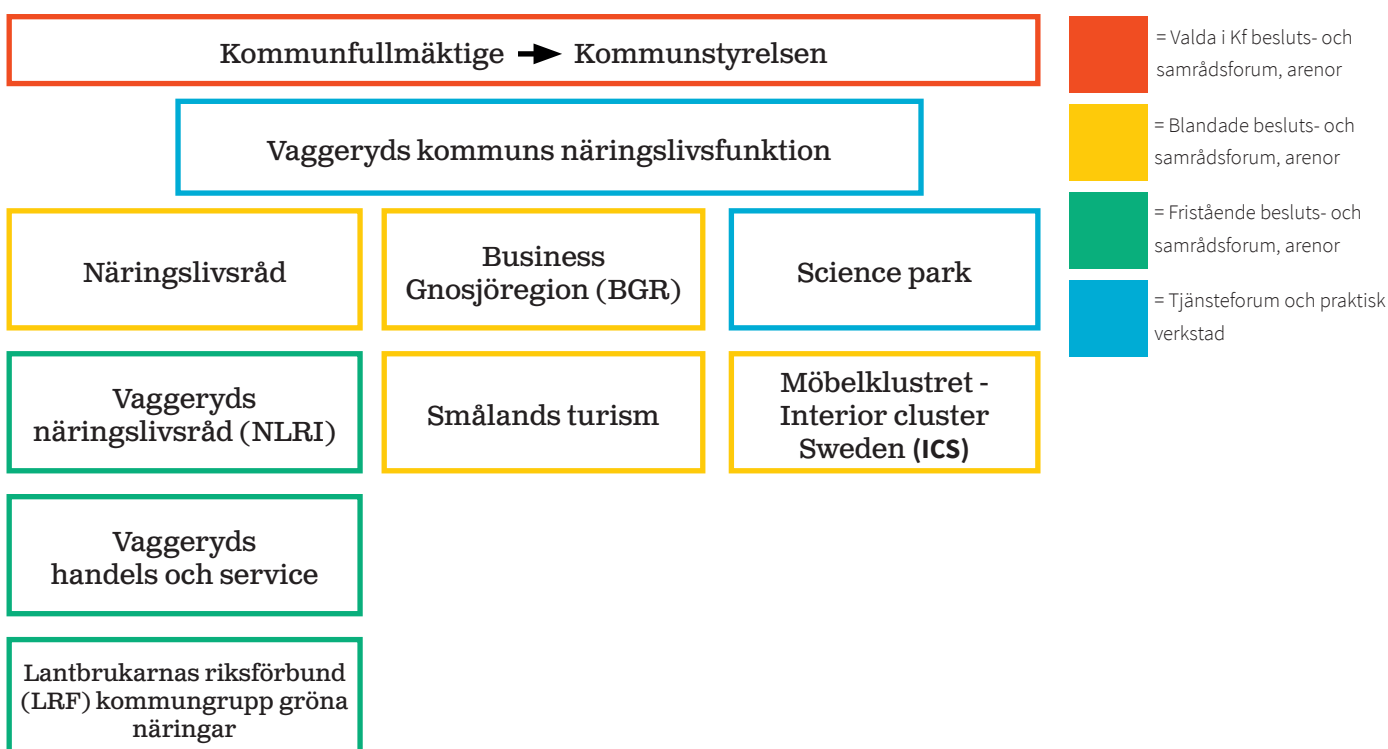 Kommunfullmäktige → Kommunstyrelsen
Vaggeryds kommuns näringslivsfunktion
Näringslivsråd
Business
Gnosjöregion (BGR)
Science park
Vaggeryds
näringslivsråd (NLRI)
Smålands turism
Möbelklustret -
Interior cluster
Sweden (ICS)
Vaggeryds
handels och service
Lantbrukarnas riksförbund
(LRF) kommungrupp gröna
näringar
= Valda i Kf besluts- och
samrådsforum, arenor
= Blandade besluts- och
samrådsforum, arenor
= Fristående besluts- och
samrådsforum, arenor
= Tjänsteforum och praktisk
verkstad